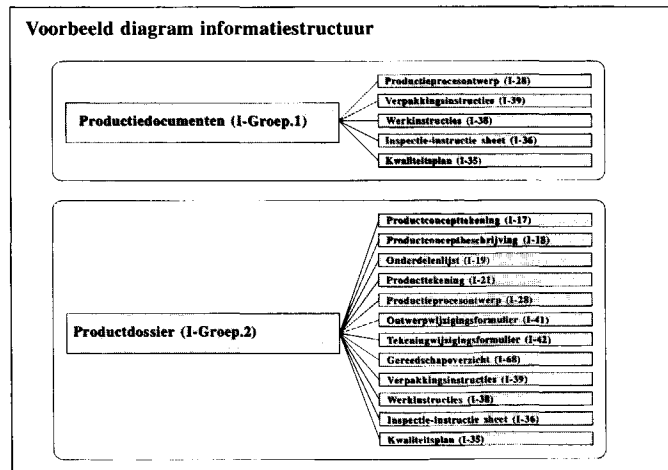 Voorbeeld diagram informatiestructuur
Productiedocumenten (I-Groep.1)
Productieprocesontwerp (I-28)
Verpakkingsinstructies (I-39)
Werkinstructies (I-38)
Inspectie-instructie sheet (I-36)
Kwaliteitsplan (I-35)
Productdossier (I-Groep.2)
Productconcepttekening (I-17)
Productconceptbeschrijving (I-18)
Onderdelenlijst (I-19)
Producttekening (I-21)
Productieprocesontwerp (I-28)
Ontwerpwijzigingsformulier (I-41)
Tekeningwijzigingsformulier (I-42)
Gereedschapoverzicht (I-68)
Verpakkingsinstructies (I-39)
Werkinstructies (I-38)
Inspectie-instructie sheet (I-36)
Kwaliteitsplan (I-35)